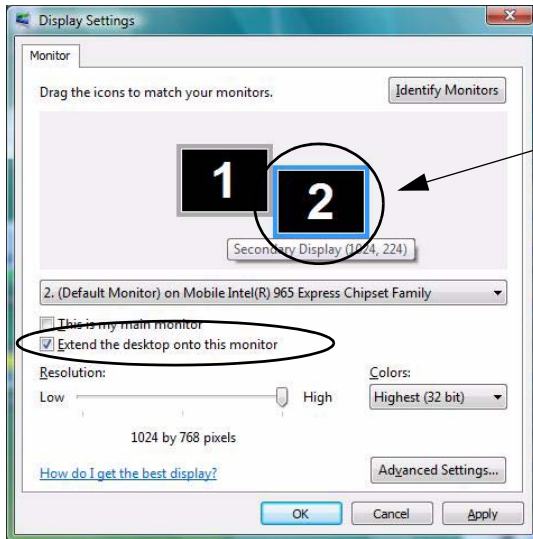 Display Settings
Monitor
Drag the icons to match your monitors.
Identify Monitors
1
2
Secondary Display (1024, 224)
2. (Default Monitor) on Mobile Intel(R) 965 Express Chipset Family
This is my main monitor
Extend the desktop onto this monitor
Resolution:
Colors:
Low
High
Highest (32 bit)
1024 by 768 pixels
How do I get the best display?
Advanced Settings...
OK
Cancel
Apply